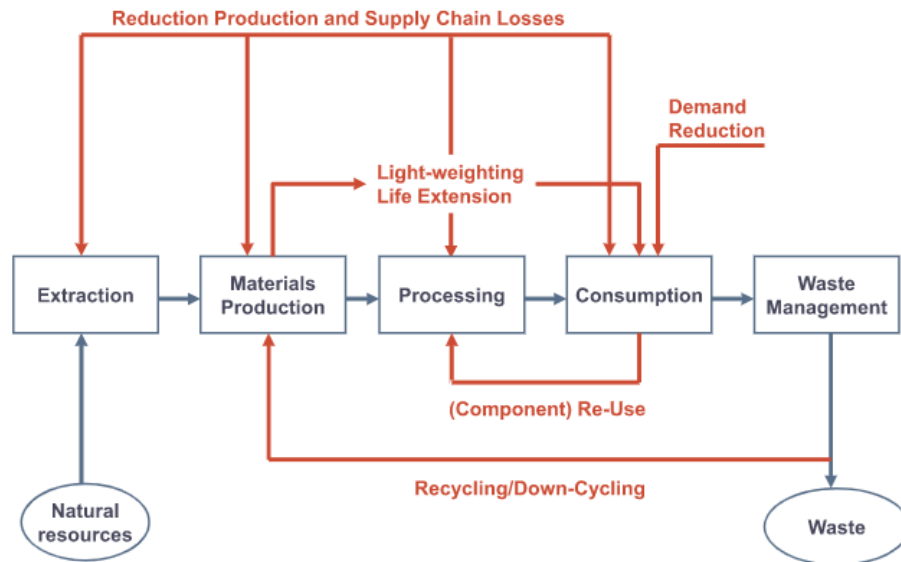 Reduction Production and Supply Chain Losses
Demand
Reduction
Light-weighting
Life Extension
Extraction
Materials
Production
Processing
Consumption
Waste
Management
(Component) Re-Use
Recycling/Down-Cycling
Natural
resources
Waste